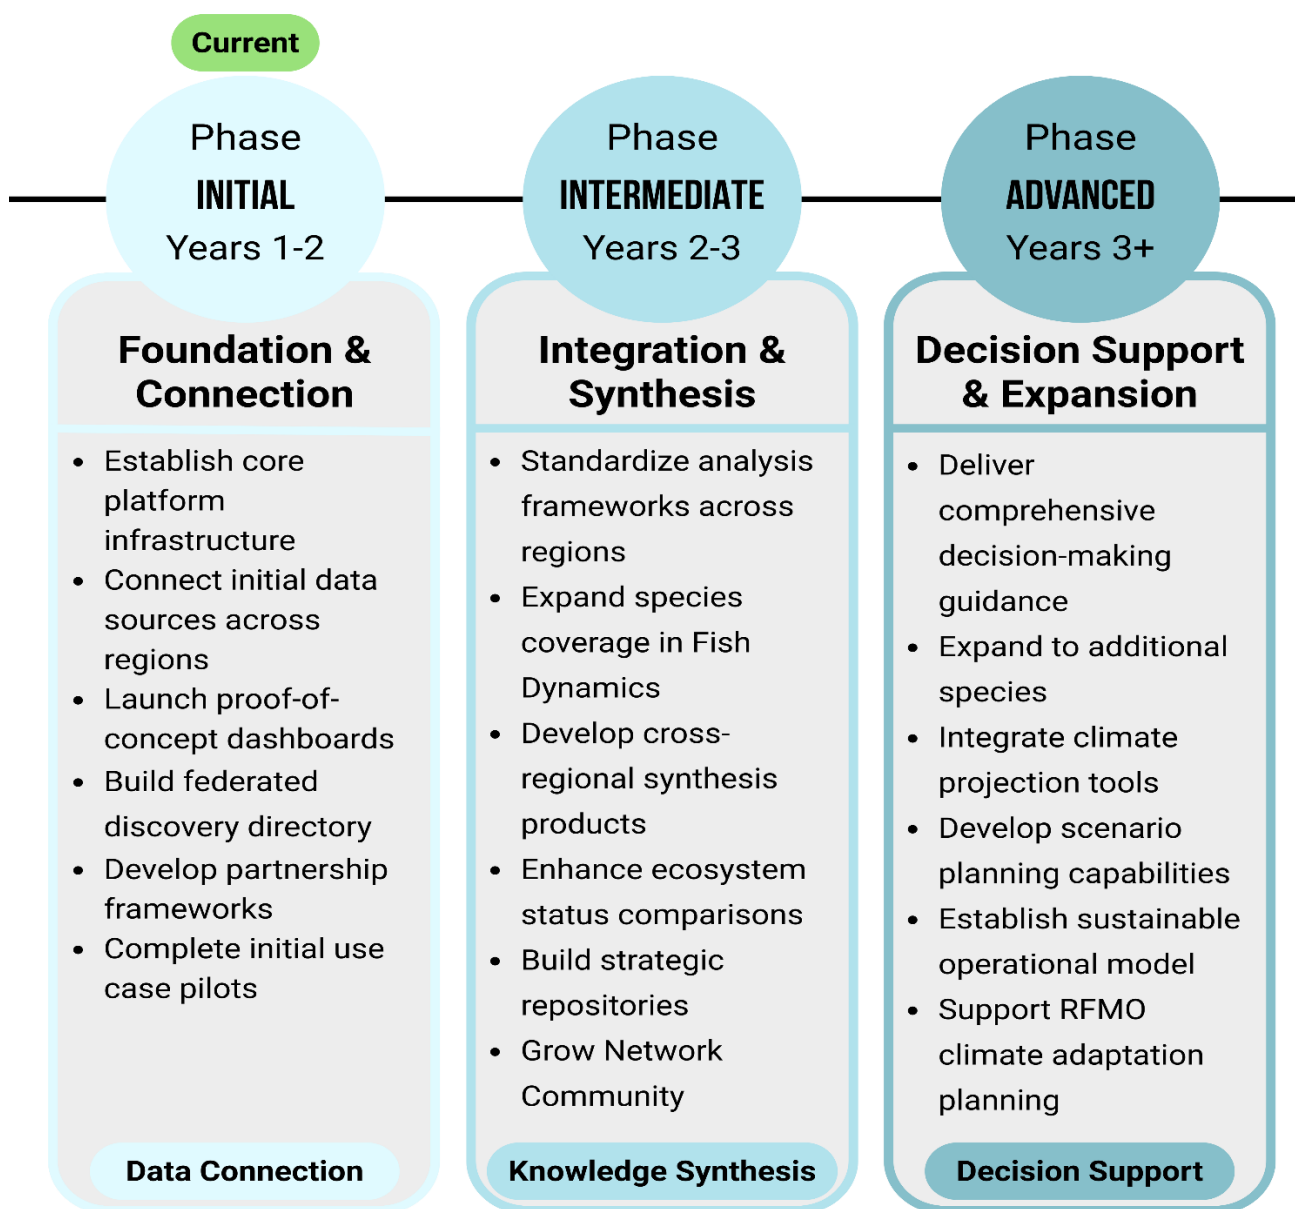 Current
Phase
INITIAL
Years 1-2
Foundation &
Connection
• Establish core
platform
infrastructure
• Connect initial data
sources across
regions
• Launch proof-of-
concept dashboards
• Build federated
discovery directory
• Develop partnership
frameworks
• Complete initial use
case pilots
Data Connection
Phase
INTERMEDIATE
Years 2-3
Integration &
Synthesis
• Standardize analysis
frameworks across
regions
• Expand species
coverage in Fish
Dynamics
• Develop cross-
regional synthesis
products
• Enhance ecosystem
status comparisons
• Build strategic
repositories
• Grow Network
Community
Knowledge Synthesis
Phase
ADVANCED
Years 3+
Decision Support
& Expansion
• Deliver
comprehensive
decision-making
guidance
• Expand to additional
species
• Integrate climate
projection tools
• Develop scenario
planning capabilities
• Establish sustainable
operational model
• Support RFMO
climate adaptation
planning
Decision Support